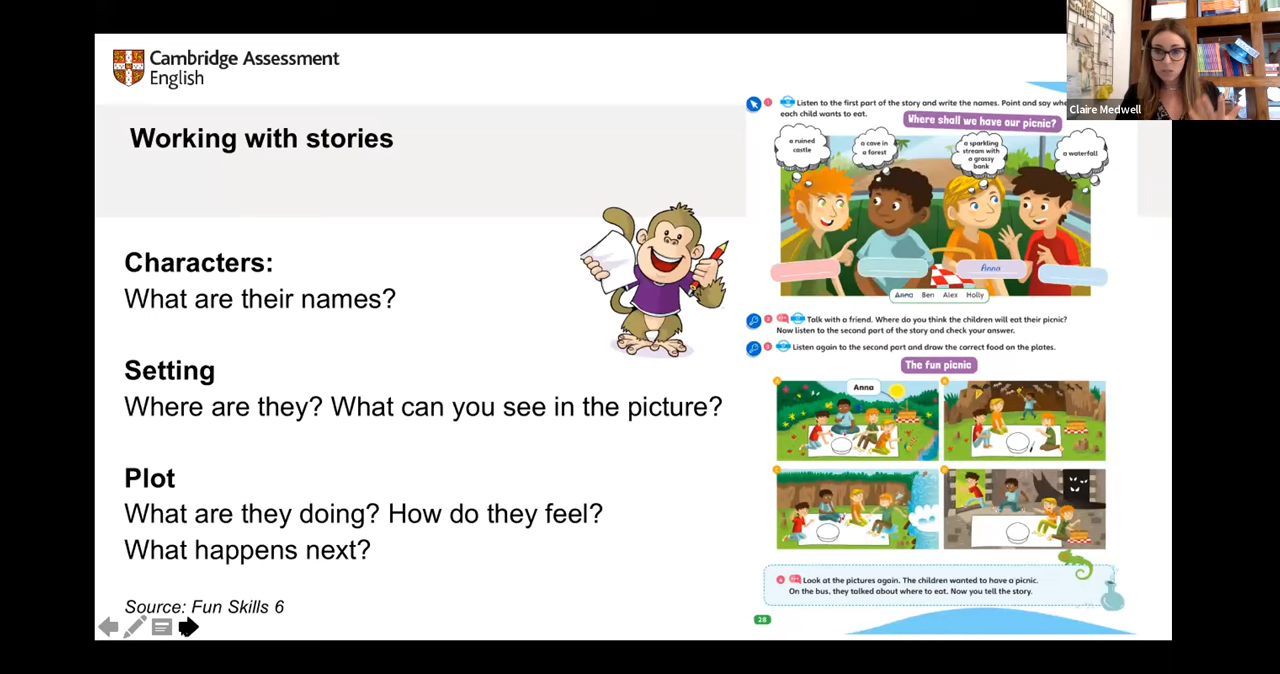 Cambridge Assessment
English
Working with stories
Characters:
What are their names?
Setting
Where are they? What can you see in the picture?
Plot
What are they doing? How do they feel?
What happens next?
Source: Fun Skills 6
1 Listen to the first part of the story and write the names. Point and say whe
each child wants to eat.
Where shall we have our picnic?
a ruined
castle
a cave in
a forest
a sparkling
stream with
a grassy
bank
a waterfall
Anna
Anna Ben Alex Holly
2 Talk with a friend. Where do you think the children will eat their picnic?
Now listen to the second part of the story and check your answer.
3 Listen again to the second part and draw the correct food on the plates.
The fun picnic
Anna
4 Look at the pictures again. The children wanted to have a picnic.
On the bus, they talked about where to eat. Now you tell the story.
28
Claire Medwell